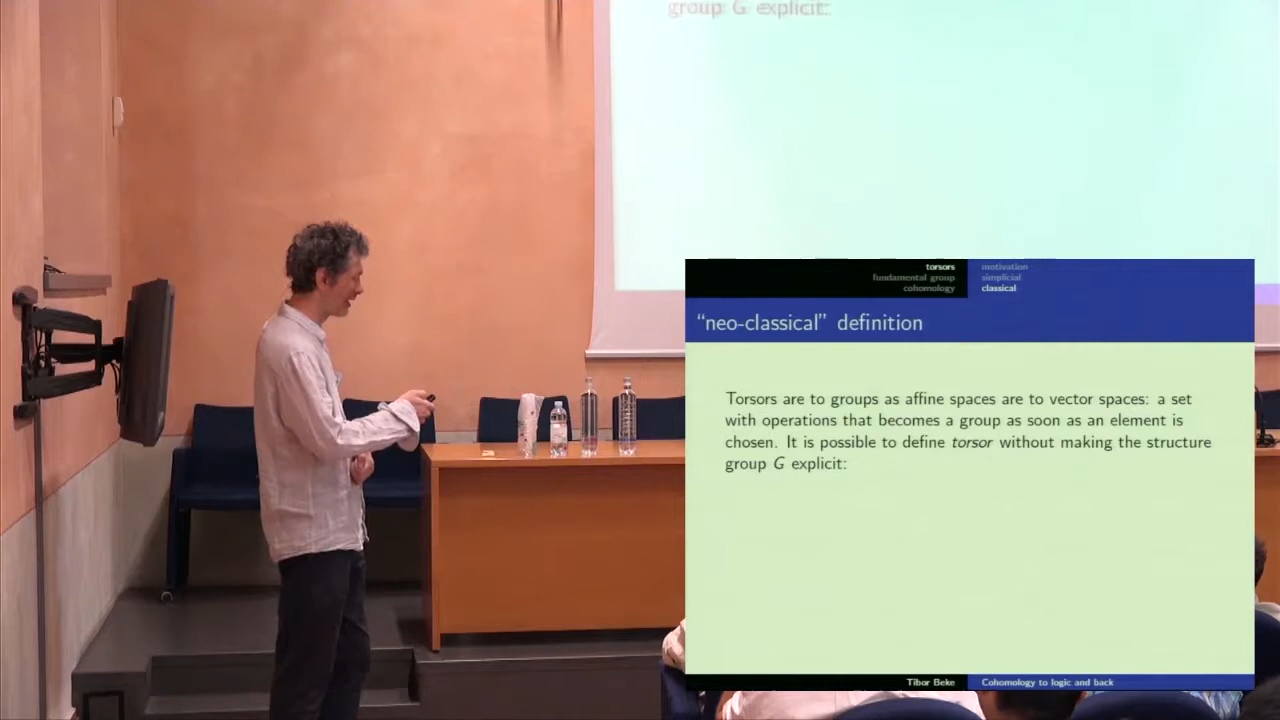 group G explicit:
torsors
fundamental group
cohomology
motivation
simplicial
classical
“neo-classical” definition
Torsors are to groups as affine spaces are to vector spaces: a set
with operations that becomes a group as soon as an element is
chosen. It is possible to define torsor without making the structure
group G explicit:
Tibor Beke
Cohomology to logic and back